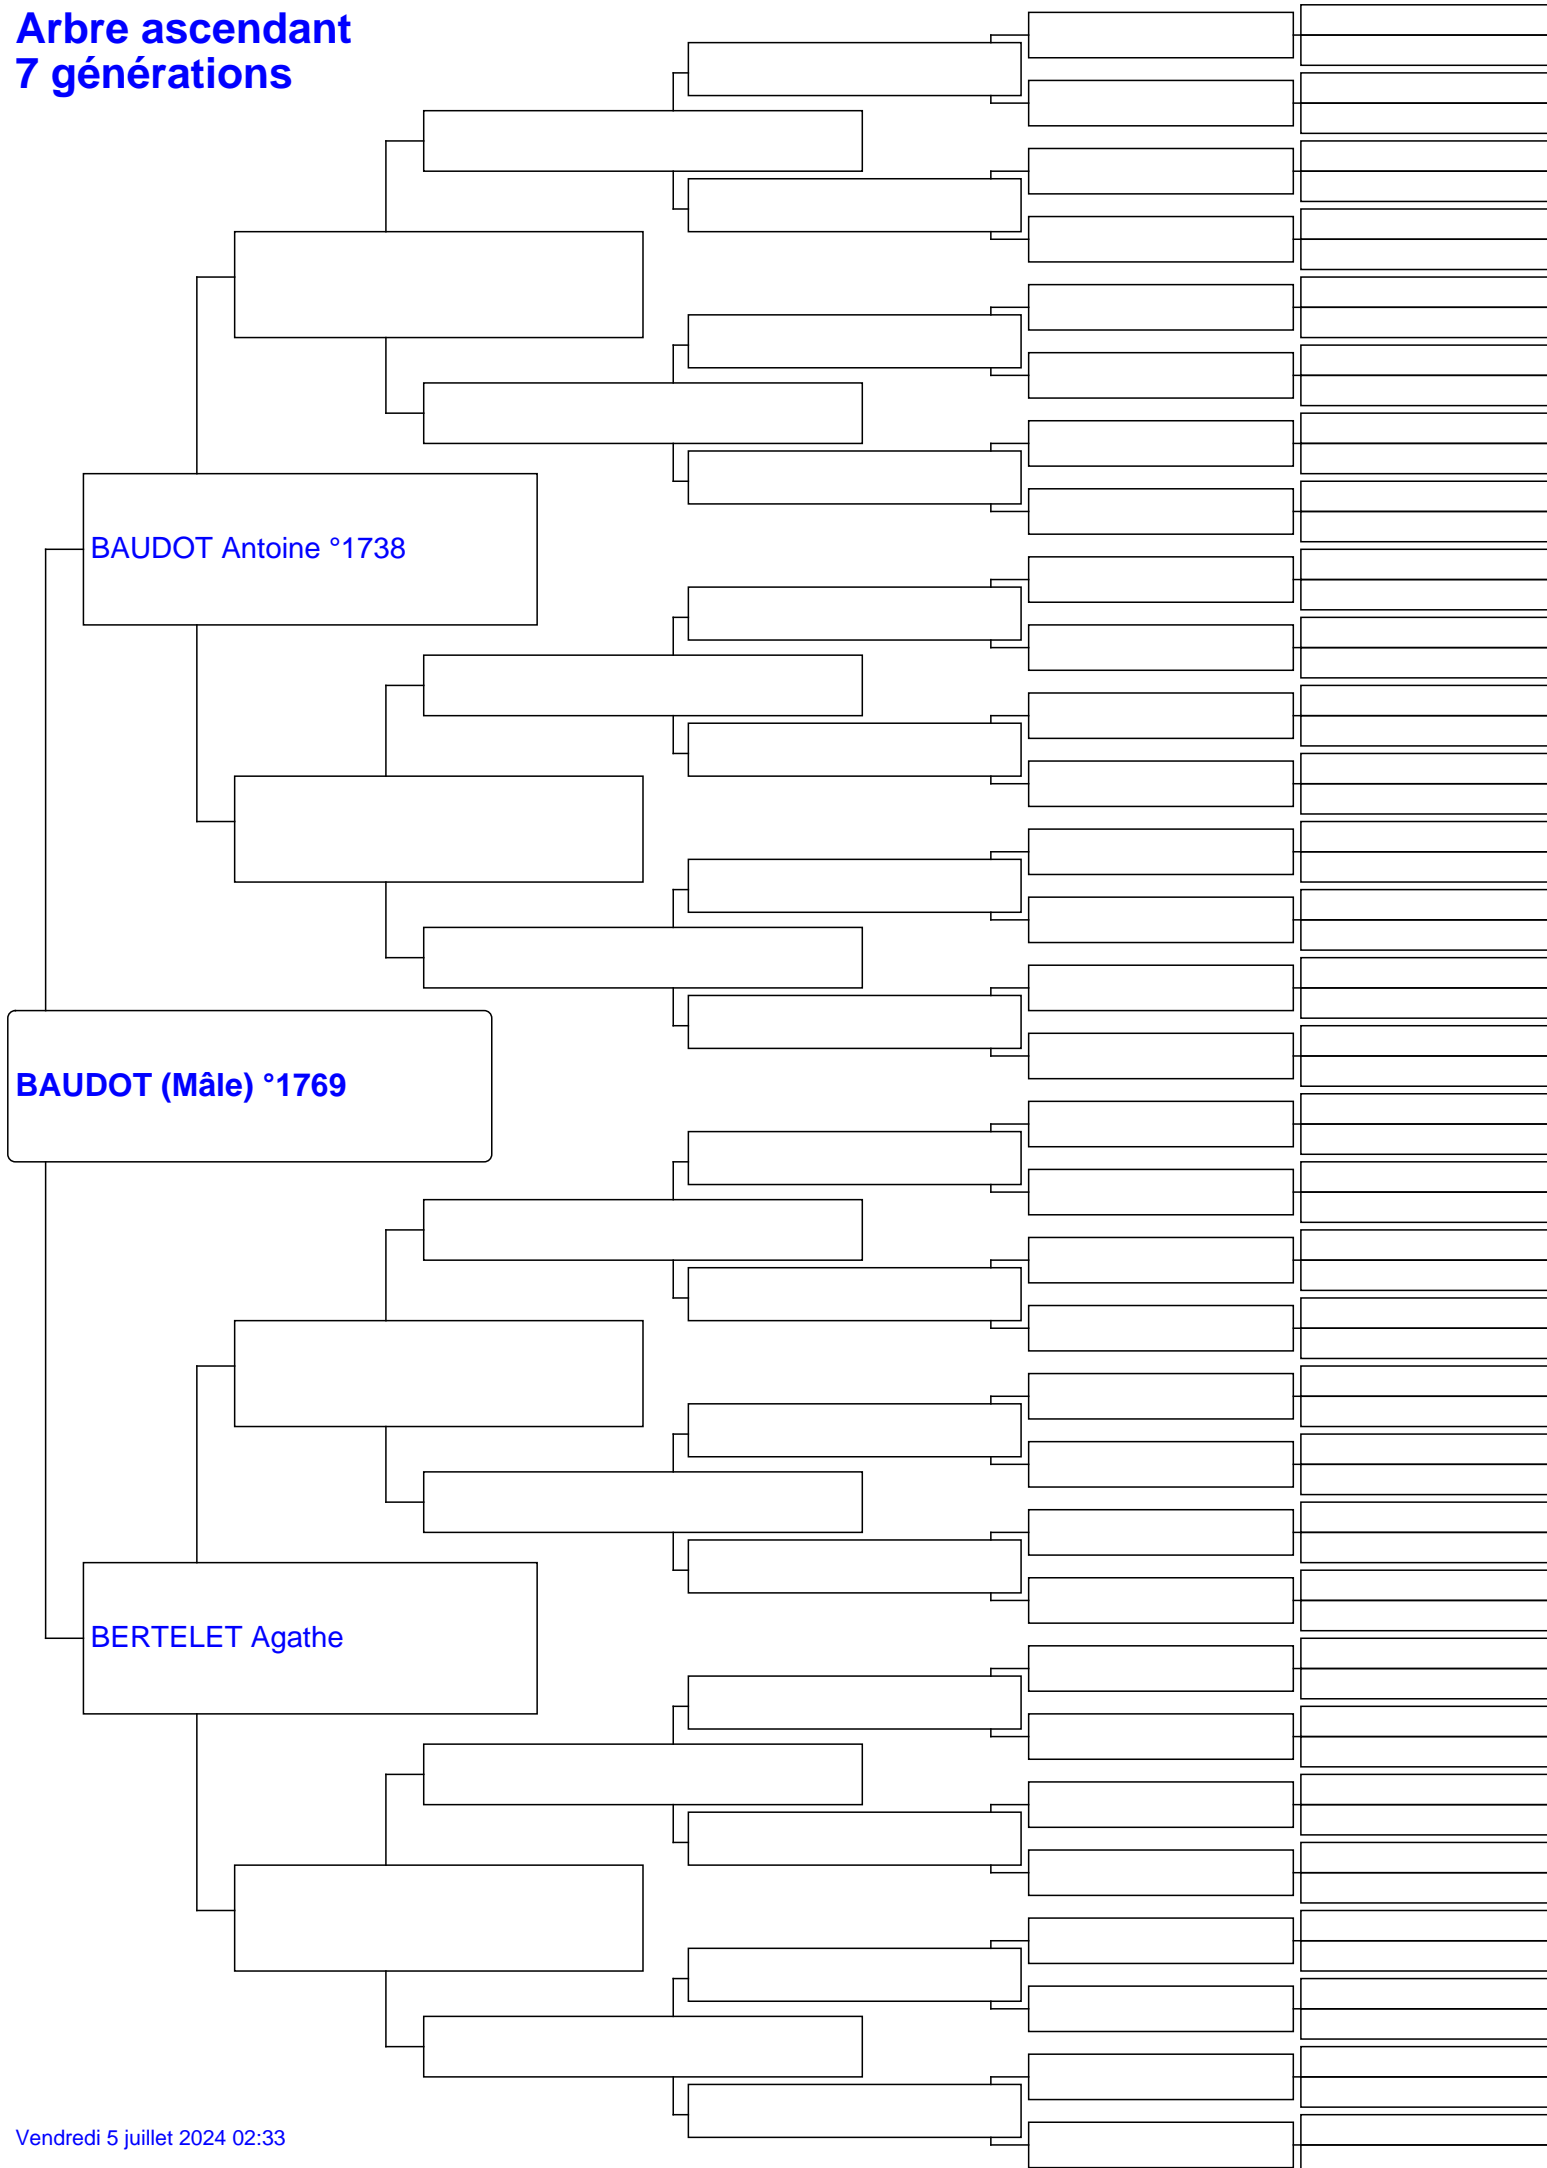 Arbre ascendant
7 générations
BAUDOT Antoine °1738
BAUDOT (Mâle) °1769
BERTELET Agathe
Vendredi 5 juillet 2024 02:33